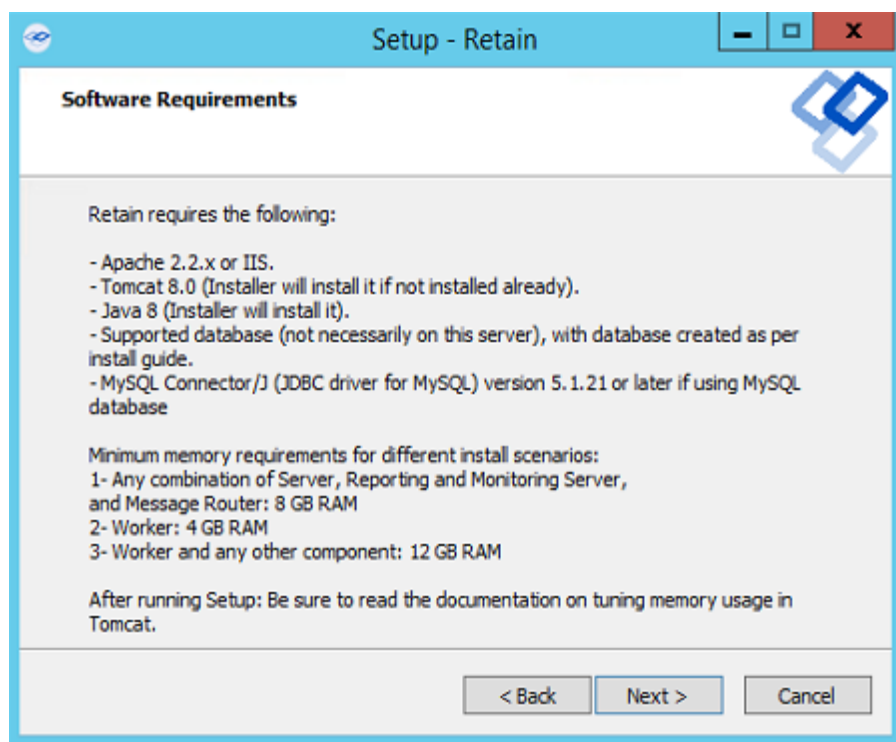 Setup - Retain
Software Requirements
Retain requires the following:
- Apache 2.2.x or IIS.
- Tomcat 8.0 (Installer will install it if not installed already).
- Java 8 (Installer will install it).
- Supported database (not necessarily on this server), with database created as per
install guide.
- MySQL Connector/J (JDBC driver for MySQL) version 5.1.21 or later if using MySQL
database
Minimum memory requirements for different install scenarios:
1- Any combination of Server, Reporting and Monitoring Server,
and Message Router: 8 GB RAM
2- Worker: 4 GB RAM
3- Worker and any other component: 12 GB RAM
After running Setup: Be sure to read the documentation on tuning memory usage in
Tomcat.
< Back Next > Cancel